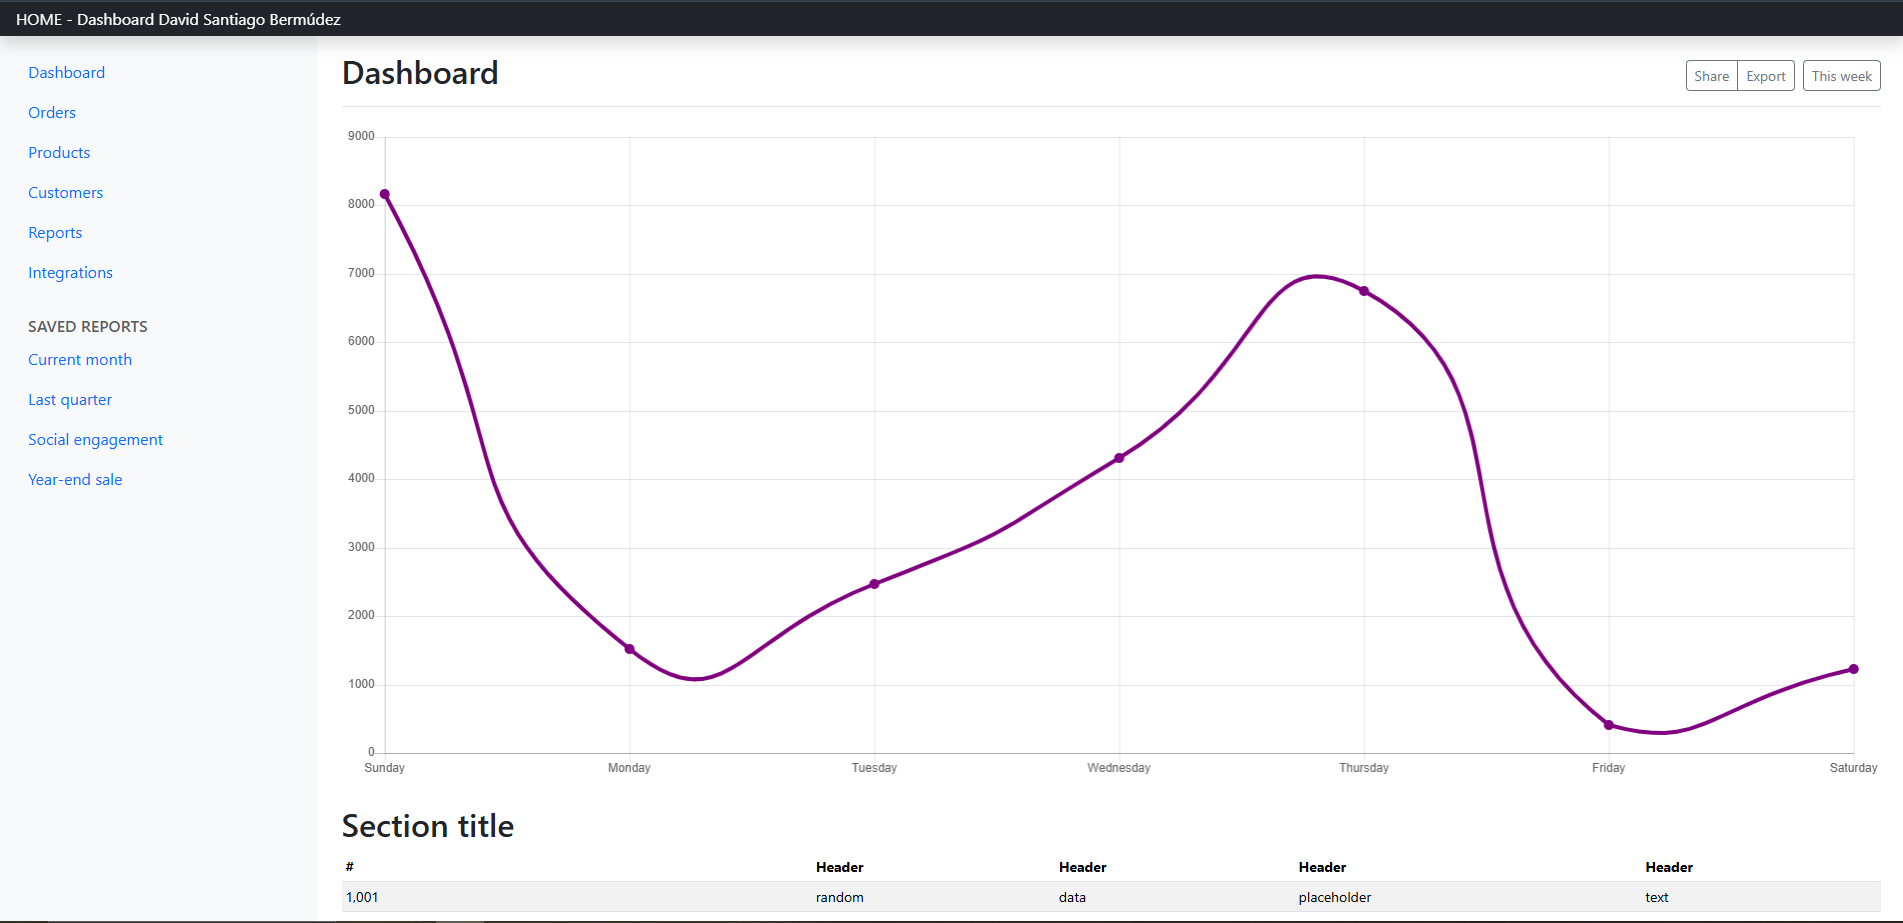 HOME - Dashboard David Santiago Bermúdez
Dashboard
Orders
Products
Customers
Reports
Integrations
SAVED REPORTS
Current month
Last quarter
Social engagement
Year-end sale
Dashboard
Share Export This week
9000
8000
7000
6000
5000
4000
3000
2000
1000
0
Sunday Monday Tuesday Wednesday Thursday Friday Saturday
Section title
# Header Header Header Header
1,001 random data placeholder text